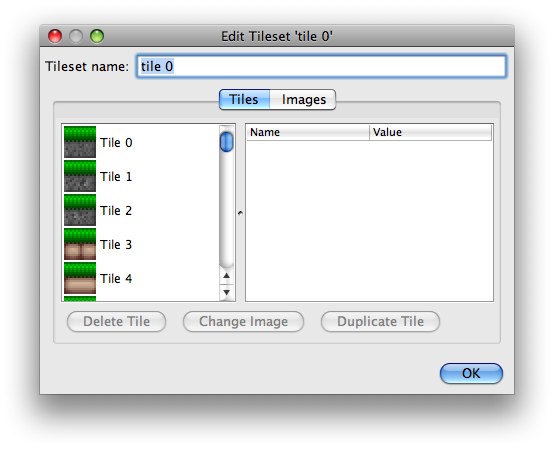 Edit Tileset 'tile 0'
Tileset name: tile 0
Tiles Images
Name Value
Tile 0
Tile 1
Tile 2
Tile 3
Tile 4
Delete Tile Change Image Duplicate Tile
OK